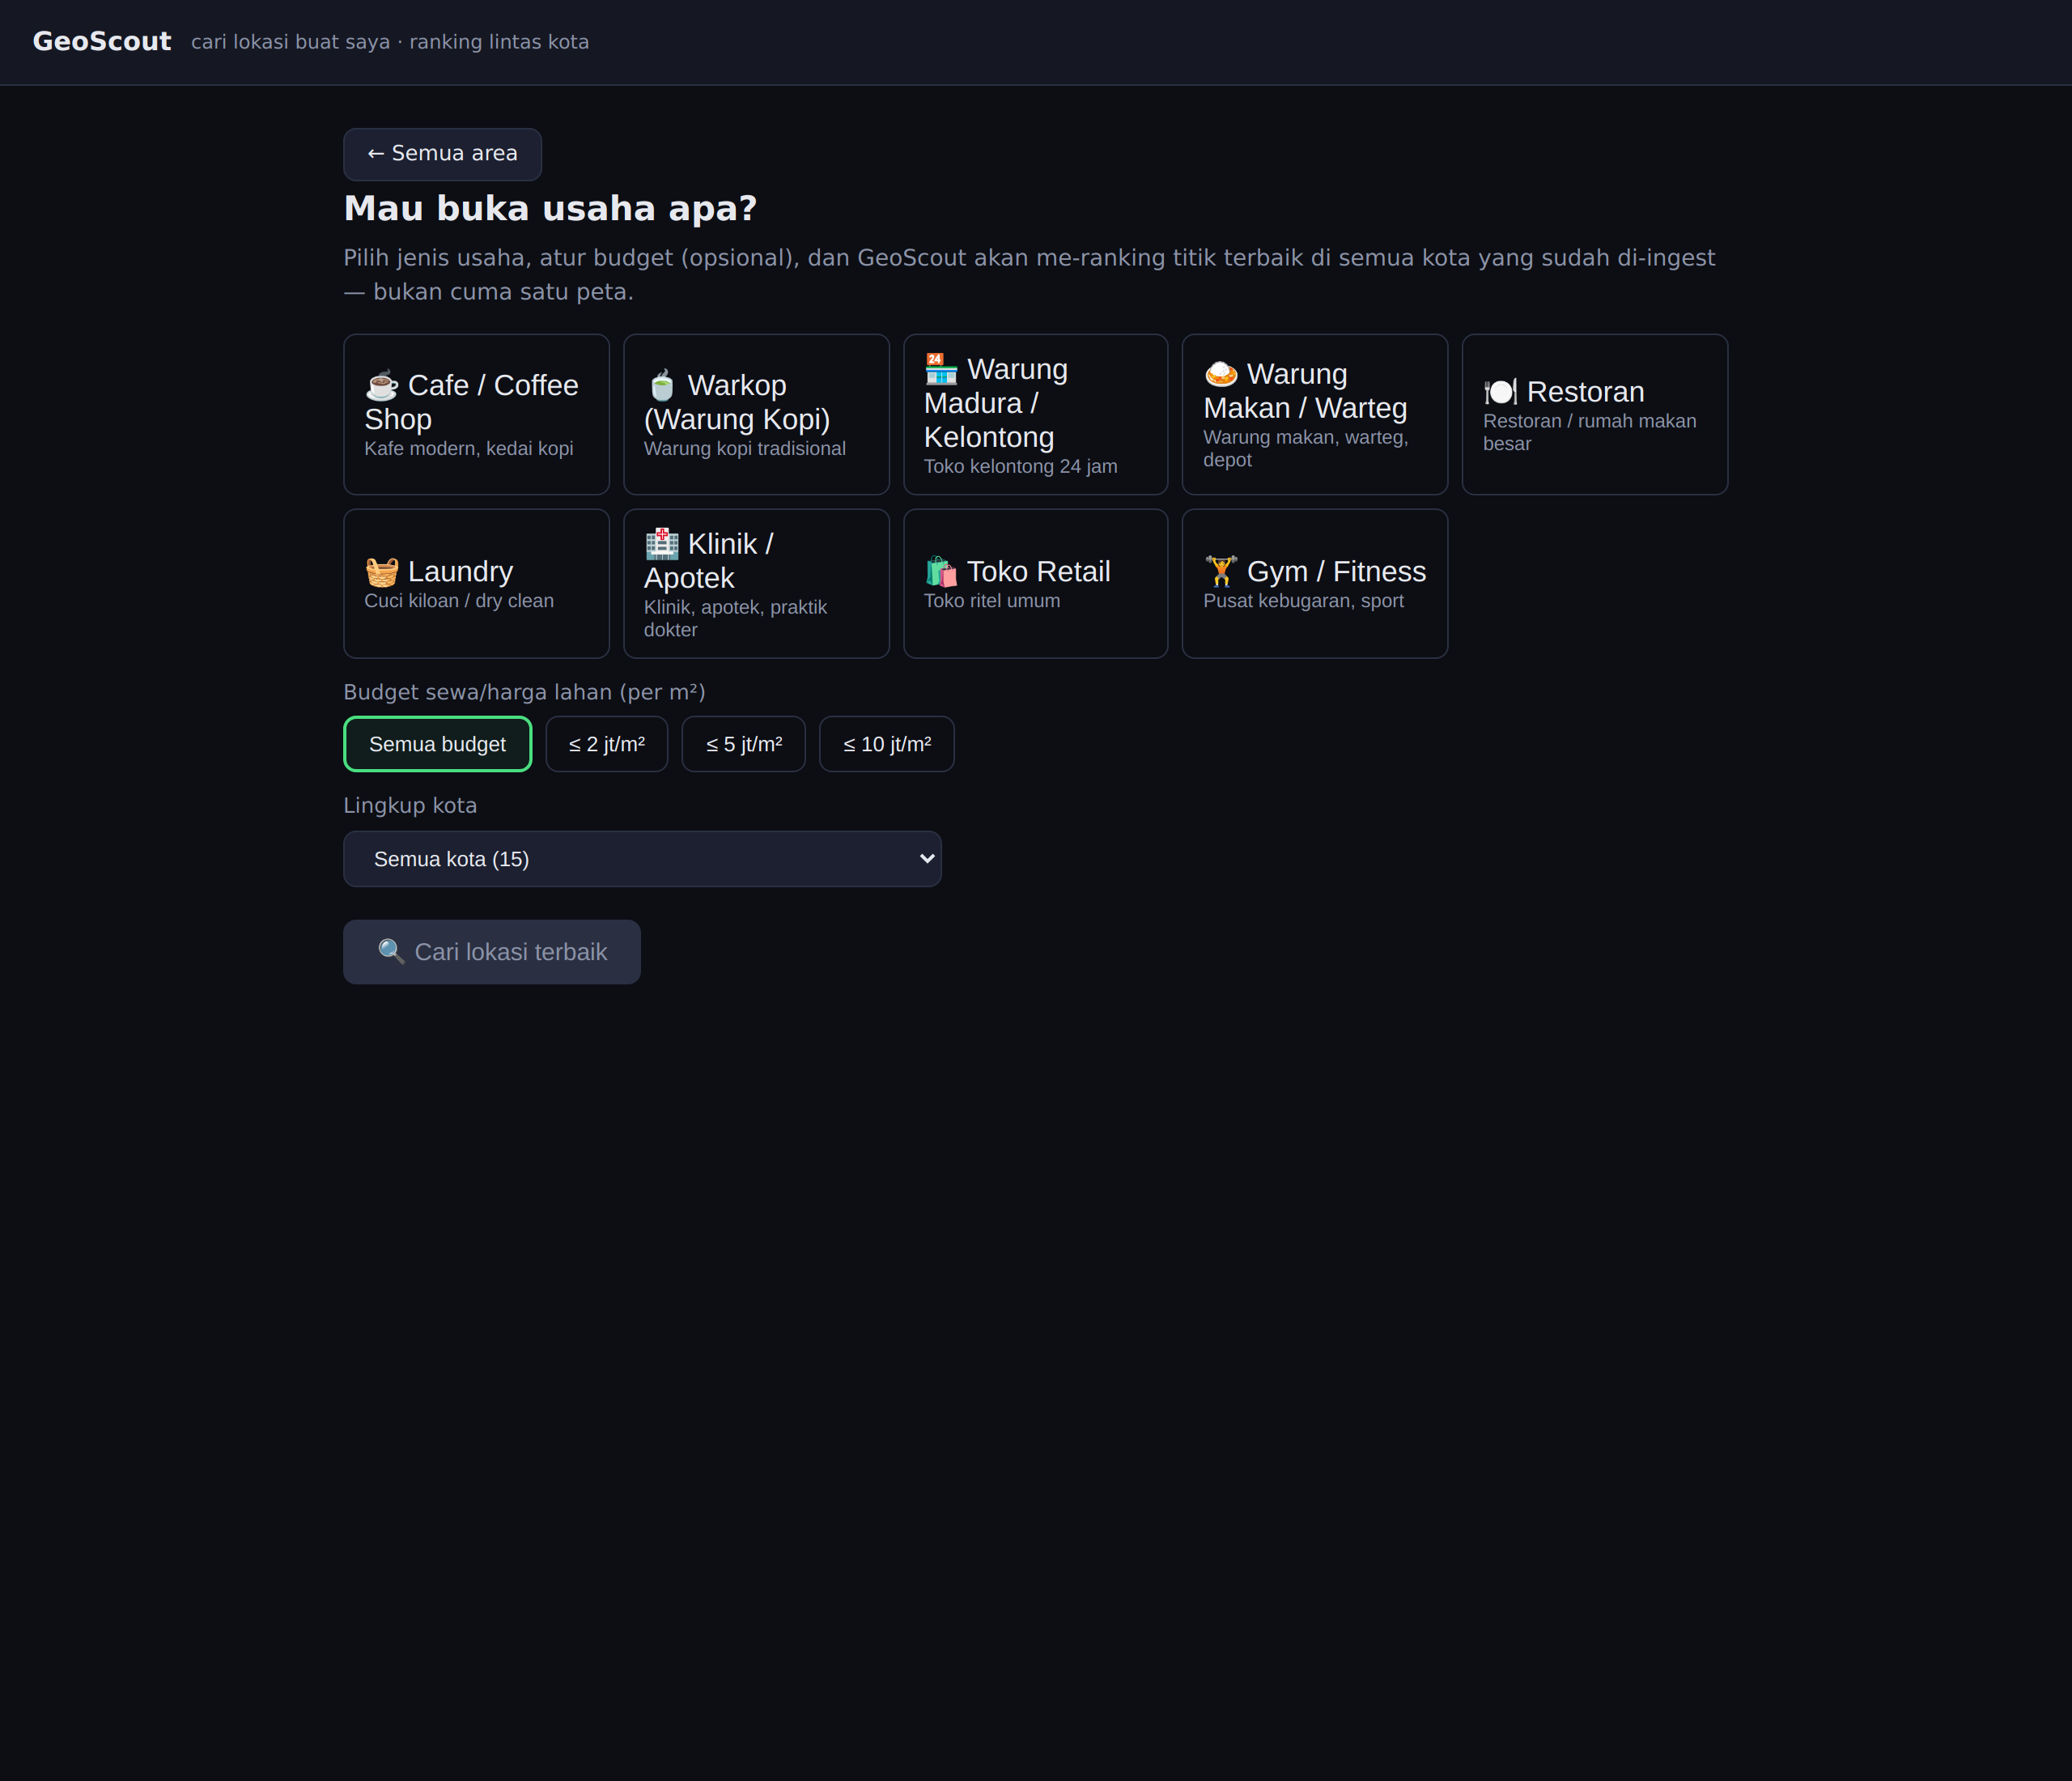 GeoScout cari lokasi buat saya · ranking lintas kota
← Semua area
Mau buka usaha apa?
Pilih jenis usaha, atur budget (opsional), dan GeoScout akan me-ranking titik terbaik di semua kota yang sudah di-ingest
— bukan cuma satu peta.
☕ Cafe / Coffee
Shop
Kafe modern, kedai kopi
🍵 Warkop
(Warung Kopi)
Warung kopi tradisional
🏪 Warung
Madura /
Kelontong
Toko kelontong 24 jam
🍛 Warung
Makan / Warteg
Warung makan, warteg,
depot
🍽️ Restoran
Restoran / rumah makan
besar
🧺 Laundry
Cuci kiloan / dry clean
🏥 Klinik /
Apotek
Klinik, apotek, praktik
dokter
🛍️ Toko Retail
Toko ritel umum
🏋️ Gym / Fitness
Pusat kebugaran, sport
Budget sewa/harga lahan (per m²)
Semua budget
≤ 2 jt/m²
≤ 5 jt/m²
≤ 10 jt/m²
Lingkup kota
Semua kota (15)
🔍 Cari lokasi terbaik